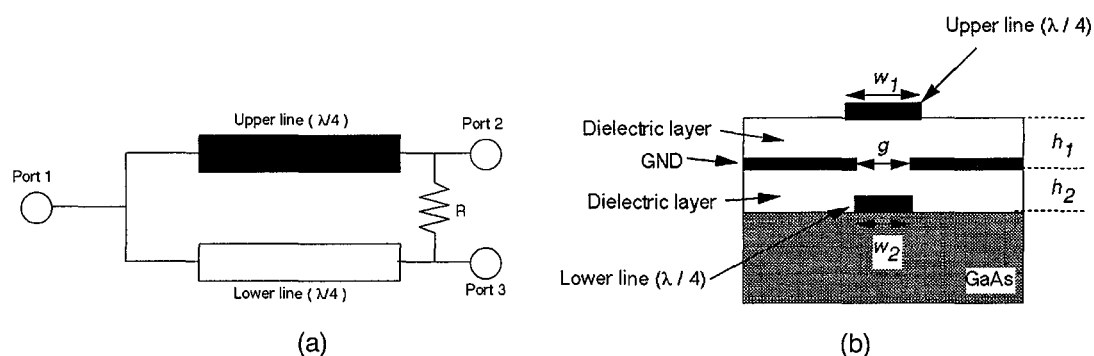 Upper line ( λ/4)
Port 1
Port 2
R
Lower line (λ/4)
Port 3
(a)
Upper line (λ / 4)
w1
Dielectric layer
g
h1
GND
h2
Dielectric layer
w2
Lower line (λ / 4)
GaAs
(b)